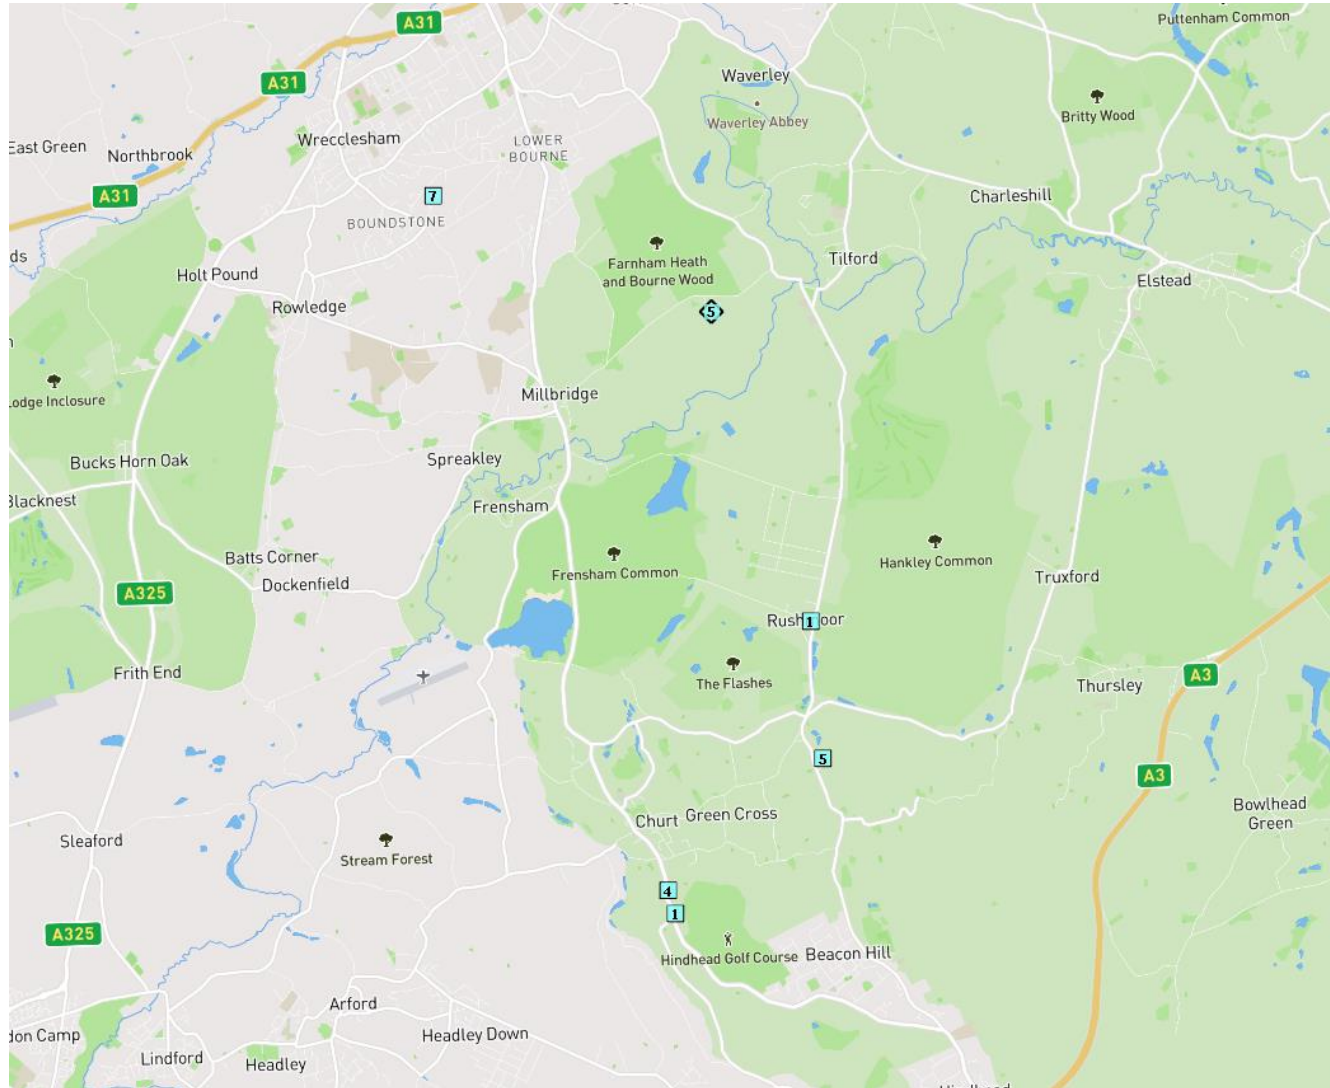 A31
Puttenham Common
A31
Waverley
Waverley Abbey
Britty Wood
East Green
Northbrook
Wrecclesham
LOWER
BOURNE
A31
7
BOUNDSTONE
Charleshill
ds
Holt Pound
Farnham Heath
and Bourne Wood
Tilford
Elstead
Rowledge
5
Lodge Inclosure
Millbridge
Bucks Horn Oak
Spreakley
Blacknest
Frensham
Batts Corner
Dockenfield
Frensham Common
Hankley Common
Truxford
A325
1
Frith End
The Flashes
Thursley
A3
5
A3
Bowlhead
Green
Sleaford
Churt
Green Cross
Stream Forest
4
1
A325
Hindhead Golf Course
Beacon Hill
Arford
don Camp
Headley Down
Lindford
Headley